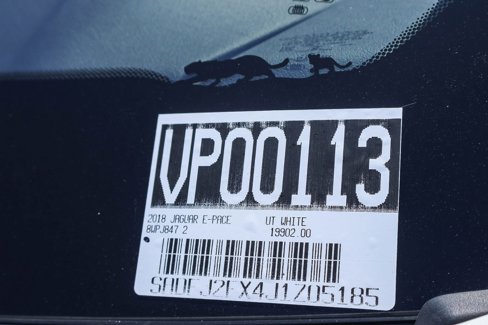 VP00113
2018 JAGUAR E-PACE UT WHITE
8WPJ847 2 19902.00
SADFJ2FX4J1Z05185